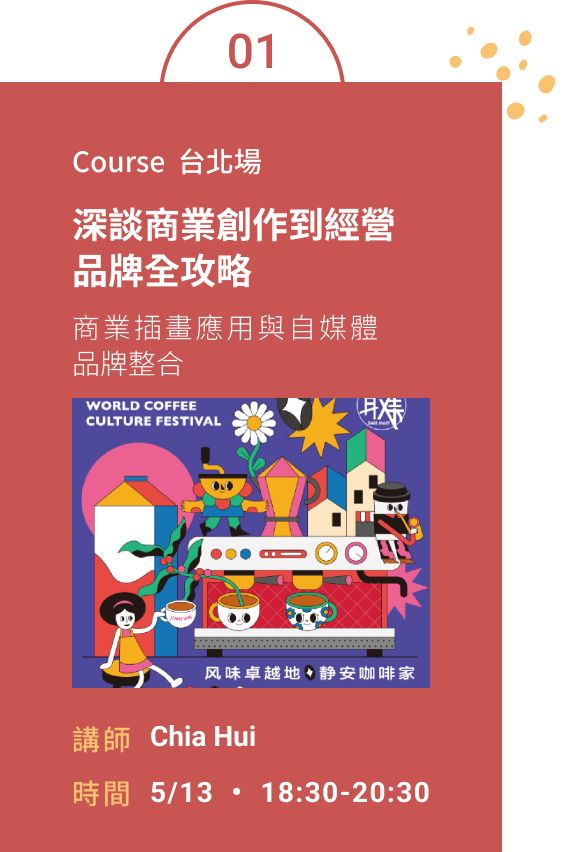 01
Course 台北場
深談商業創作到經營
品牌全攻略
商業插畫應用與自媒體
品牌整合
WORLD COFFEE
CULTURE FESTIVAL
风味卓越地 静安咖啡家
講師 Chia Hui
時間 5/13 • 18:30-20:30